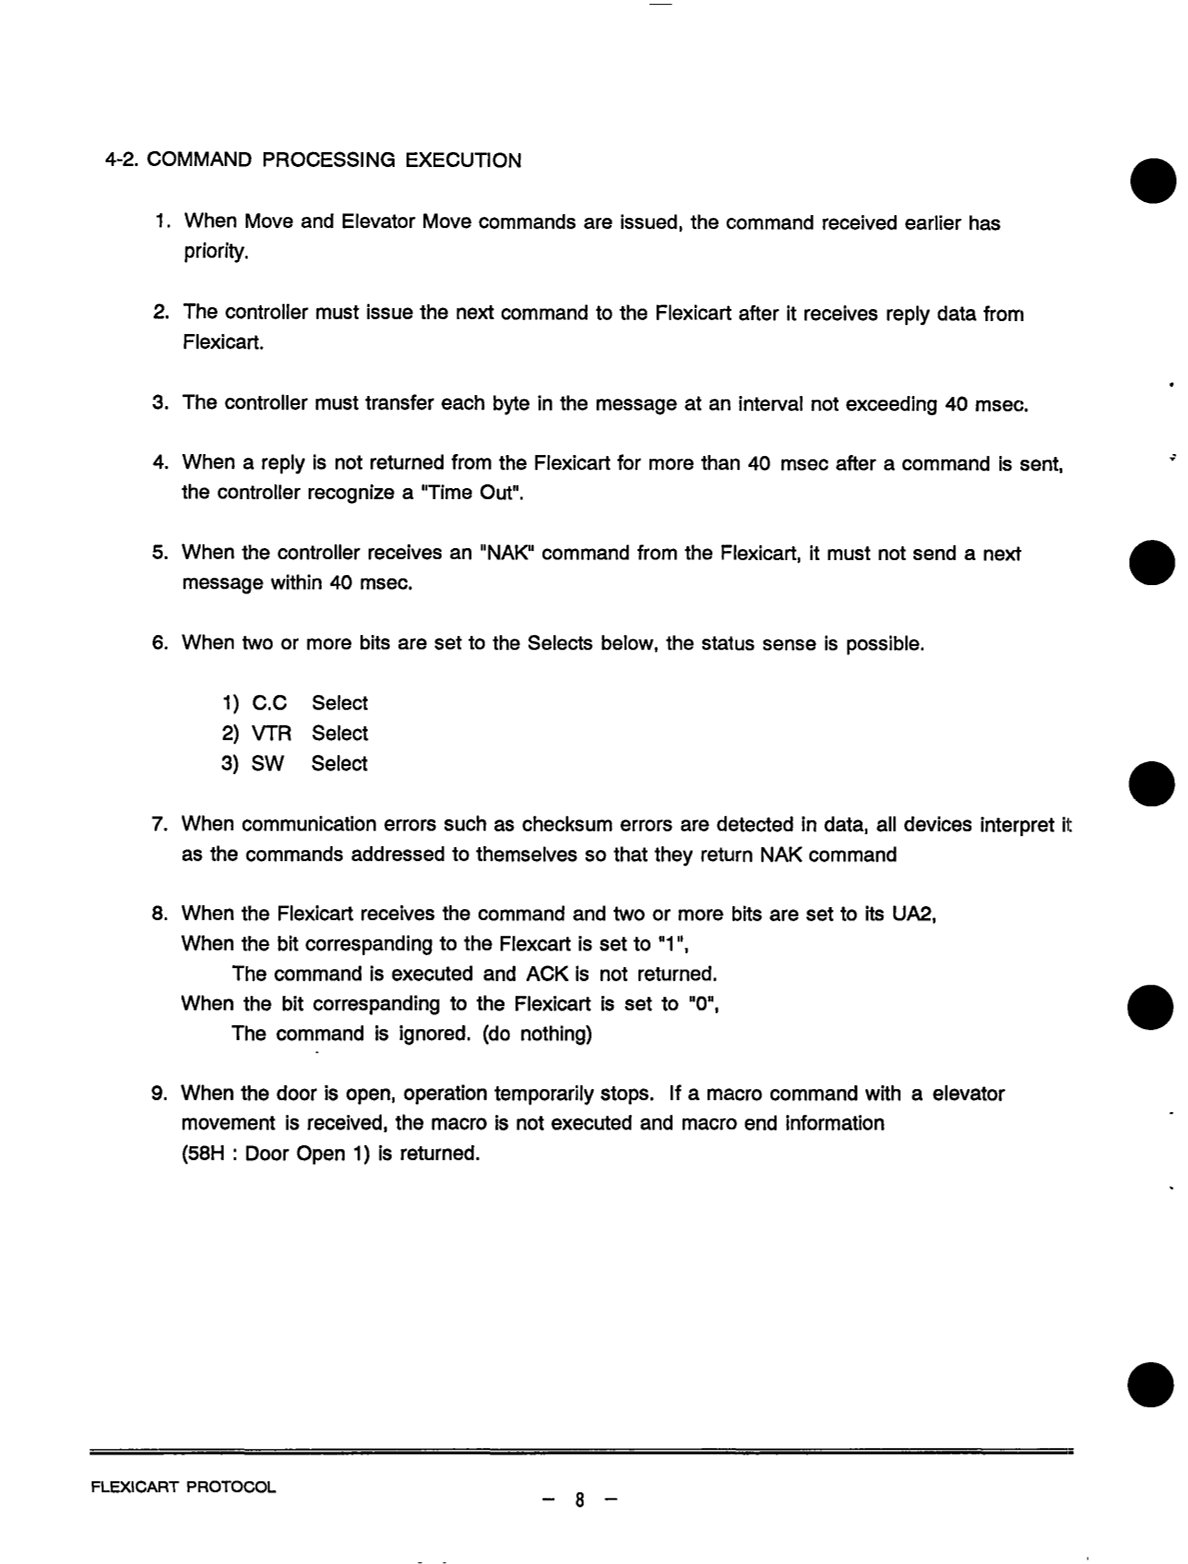 4-2. COMMAND PROCESSING EXECUTION
1. When Move and Elevator Move commands are issued, the command received earlier has
priority.
2. The controller must issue the next command to the Flexicart after it receives reply data from
Flexicart.
3. The controller must transfer each byte in the message at an interval not exceeding 40 msec.
4. When a reply is not returned from the Flexicart for more than 40 msec after a command is sent,
the controller recognize a "Time Out".
5. When the controller receives an "NAK" command from the Flexicart, it must not send a next
message within 40 msec.
6. When two or more bits are set to the Selects below, the status sense is possible.
1) C.C Select
2) VTR Select
3) SW Select
7. When communication errors such as checksum errors are detected in data, all devices interpret it
as the commands addressed to themselves so that they return NAK command
8. When the Flexicart receives the command and two or more bits are set to its UA2,
When the bit correspanding to the Flexcart is set to "1",
The command is executed and ACK is not returned.
When the bit correspanding to the Flexicart is set to "0",
The command is ignored. (do nothing)
9. When the door is open, operation temporarily stops. If a macro command with a elevator
movement is received, the macro is not executed and macro end information
(58H : Door Open 1) is returned.
FLEXICART PROTOCOL
- 8 -